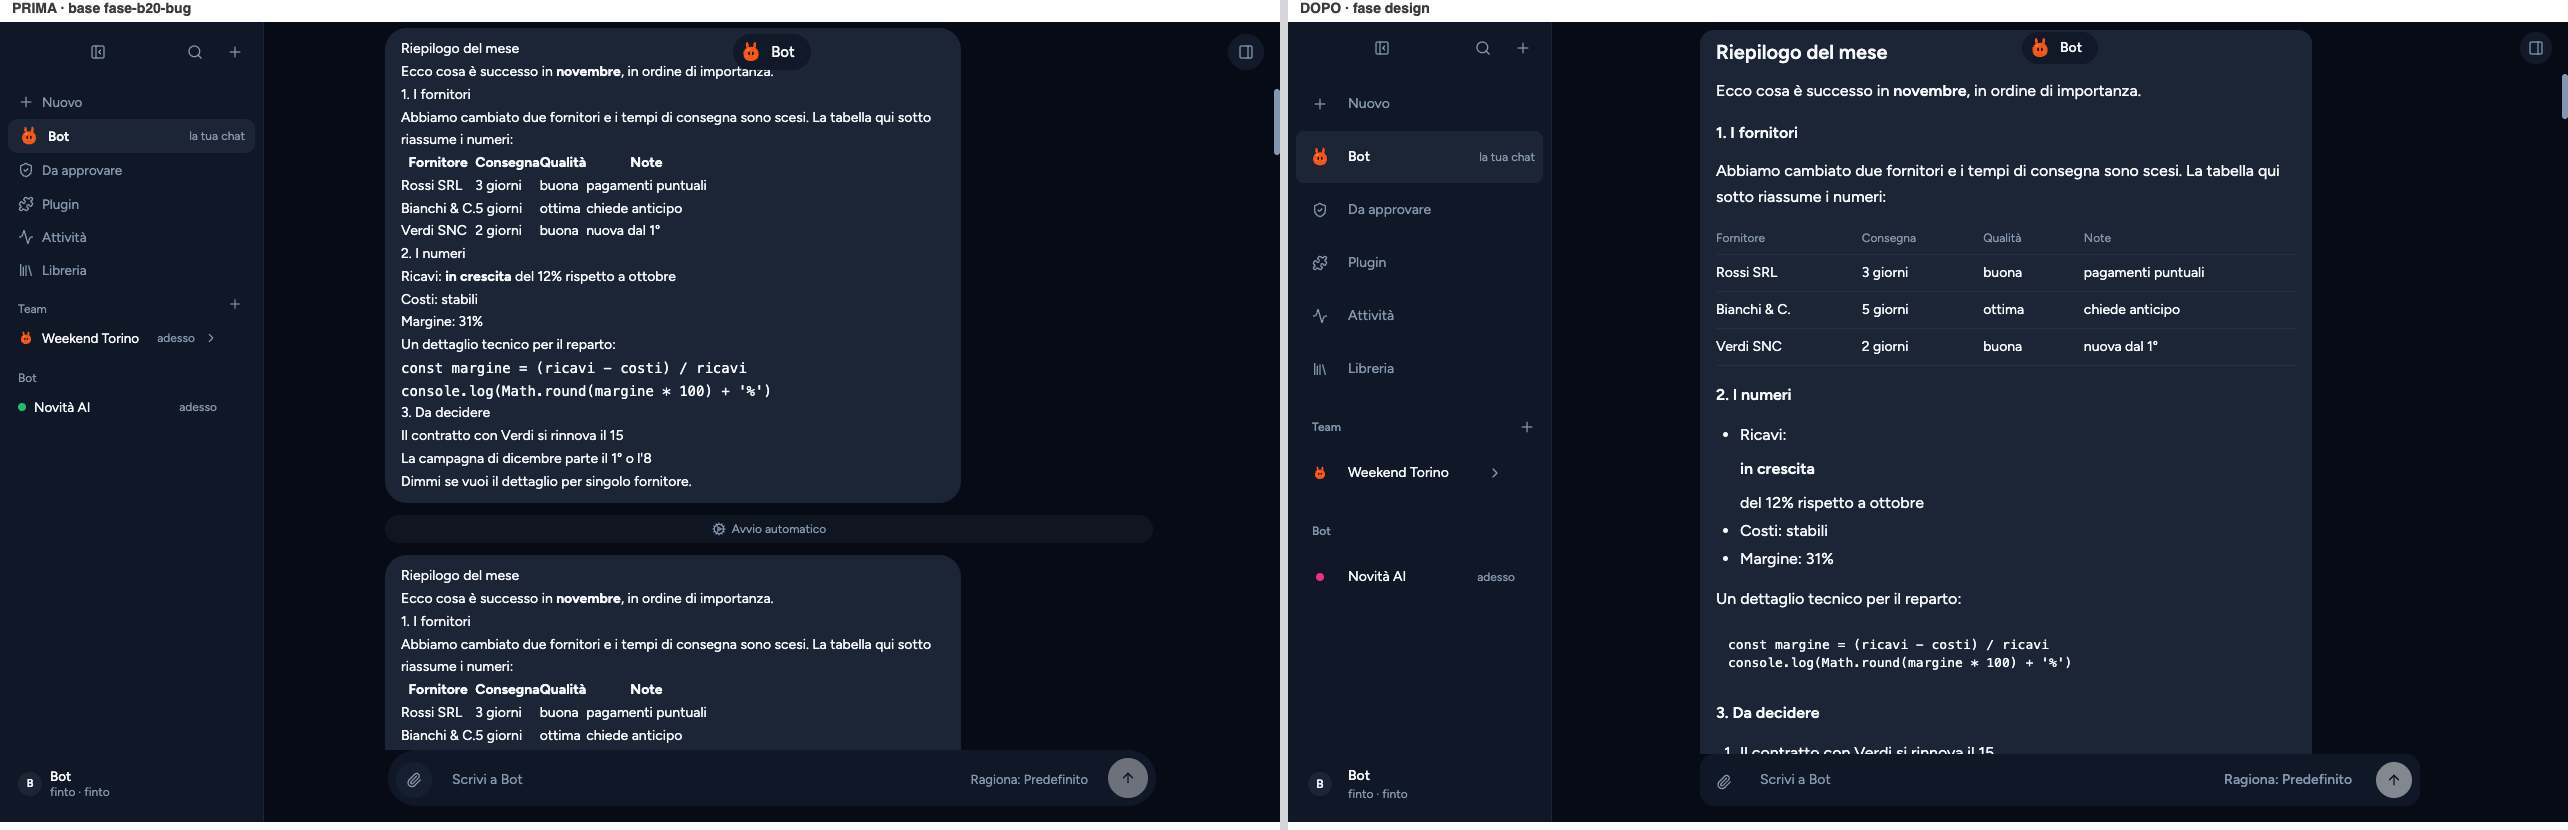 PRIMA · base fase-b20-bug
Nuovo
Bot la tua chat
Da approvare
Plugin
Attività
Libreria
Team
Weekend Torino adesso
Bot
Novità AI adesso
B
Bot
finto · finto
Bot
Riepilogo del mese
Ecco cosa è successo in novembre, in ordine di importanza.
1. I fornitori
Abbiamo cambiato due fornitori e i tempi di consegna sono scesi. La tabella qui sotto
riassume i numeri:
Fornitore Consegna Qualità Note
Rossi SRL 3 giorni buona pagamenti puntuali
Bianchi & C. 5 giorni ottima chiede anticipo
Verdi SNC 2 giorni buona nuova dal 1°
2. I numeri
Ricavi: in crescita del 12% rispetto a ottobre
Costi: stabili
Margine: 31%
Un dettaglio tecnico per il reparto:
const margine = (ricavi − costi) / ricavi
console.log(Math.round(margine * 100) + '%')
3. Da decidere
Il contratto con Verdi si rinnova il 15
La campagna di dicembre parte il 1° o l'8
Dimmi se vuoi il dettaglio per singolo fornitore.
Avvio automatico
Riepilogo del mese
Ecco cosa è successo in novembre, in ordine di importanza.
1. I fornitori
Abbiamo cambiato due fornitori e i tempi di consegna sono scesi. La tabella qui sotto
riassume i numeri:
Fornitore Consegna Qualità Note
Rossi SRL 3 giorni buona pagamenti puntuali
Bianchi & C. 5 giorni ottima chiede anticipo
Scrivi a Bot Ragiona: Predefinito
DOPO · fase design
Nuovo
Bot la tua chat
Da approvare
Plugin
Attività
Libreria
Team
Weekend Torino
Bot
Novità AI adesso
B
Bot
finto · finto
Bot
Riepilogo del mese
Ecco cosa è successo in novembre, in ordine di importanza.
1. I fornitori
Abbiamo cambiato due fornitori e i tempi di consegna sono scesi. La tabella qui
sotto riassume i numeri:
Fornitore Consegna Qualità Note
Rossi SRL 3 giorni buona pagamenti puntuali
Bianchi & C. 5 giorni ottima chiede anticipo
Verdi SNC 2 giorni buona nuova dal 1°
2. I numeri
• Ricavi:
in crescita
del 12% rispetto a ottobre
• Costi: stabili
• Margine: 31%
Un dettaglio tecnico per il reparto:
const margine = (ricavi − costi) / ricavi
console.log(Math.round(margine * 100) + '%')
3. Da decidere
1. Il contratto con Verdi si rinnova il 15
Scrivi a Bot Ragiona: Predefinito